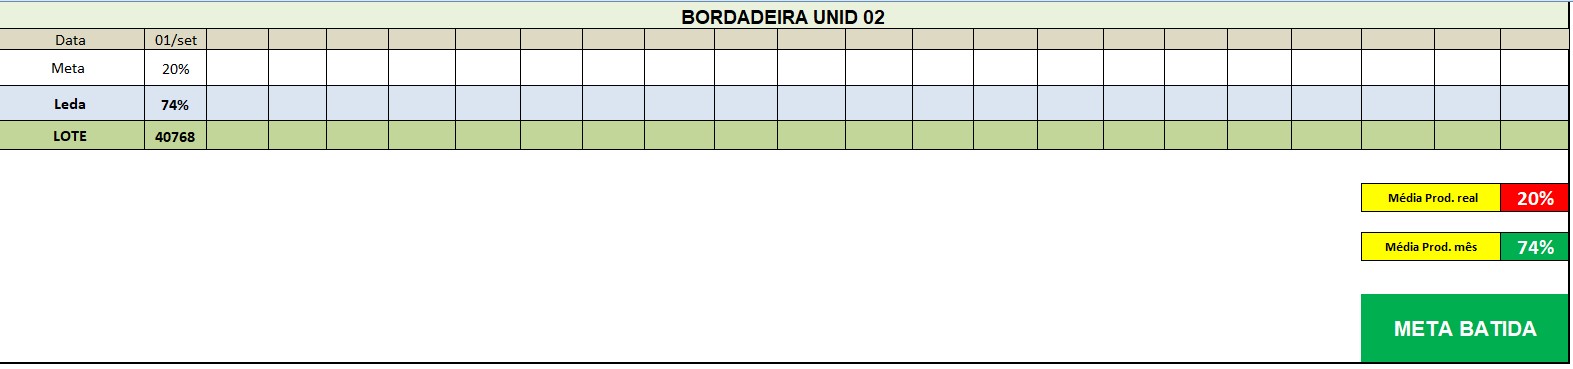 BORDADEIRA UNID 02
Data 01/set
Meta 20%
Leda 74%
LOTE 40768
Média Prod. real 20%
Média Prod. mês 74%
META BATIDA